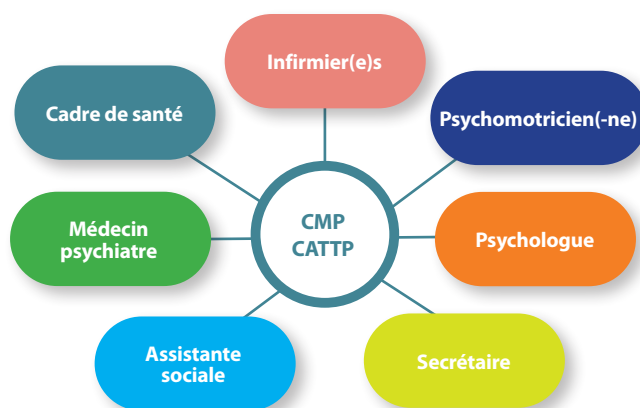 Infirmier(e)s
Cadre de santé
Psychomotricien(-ne)
CMP
CATTP
Médecin
psychiatre
Psychologue
Assistante
sociale
Secrétaire